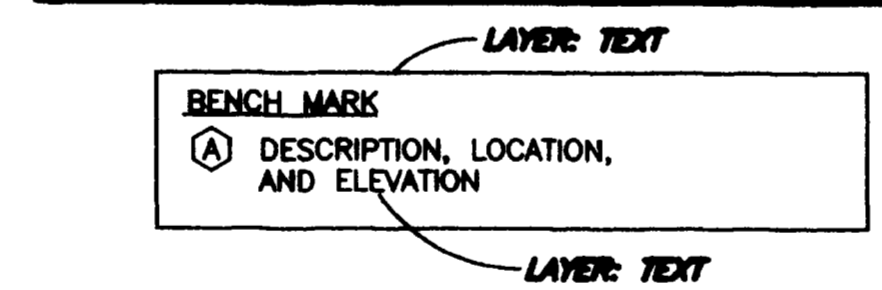 LAYER: TEXT
BENCH MARK
A DESCRIPTION, LOCATION,
AND ELEVATION
LAYER: TEXT